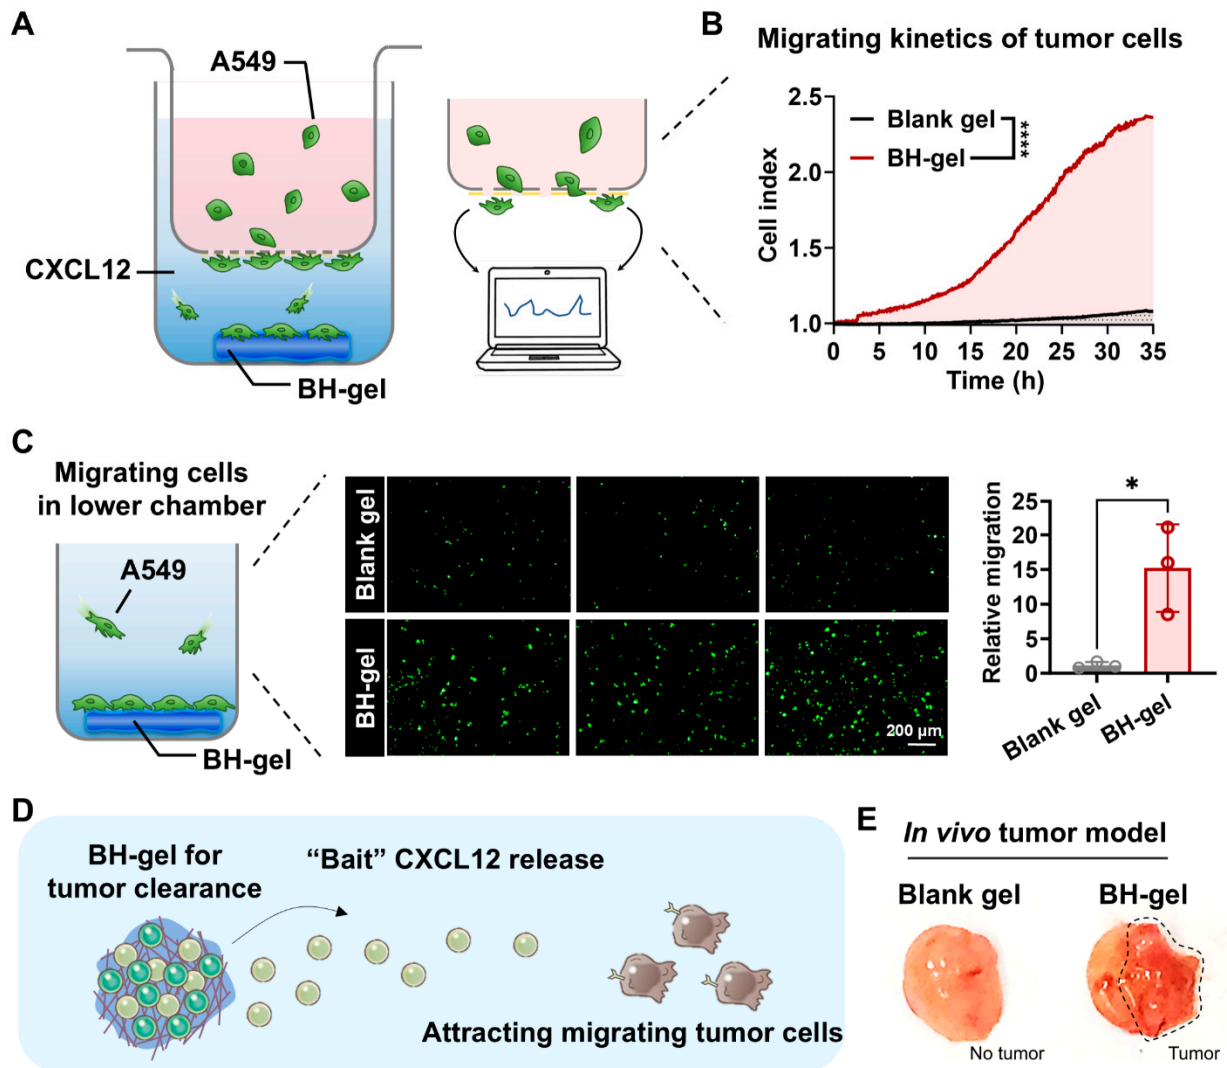 A
A549
CXCL12
BH-gel
B
Migrating kinetics of tumor cells
Cell index
2.5
2.0
1.5
1.0
Blank gel
BH-gel
****
0 5 10 15 20 25 30 35
Time (h)
C
Migrating cells
in lower chamber
A549
BH-gel
Blank gel
BH-gel
200 μm
Relative migration
25
20
15
10
5
0
*
Blank gel
BH-gel
D
BH-gel for
tumor clearance
“Bait” CXCL12 release
Attracting migrating tumor cells
E
In vivo tumor model
Blank gel
BH-gel
No tumor
Tumor